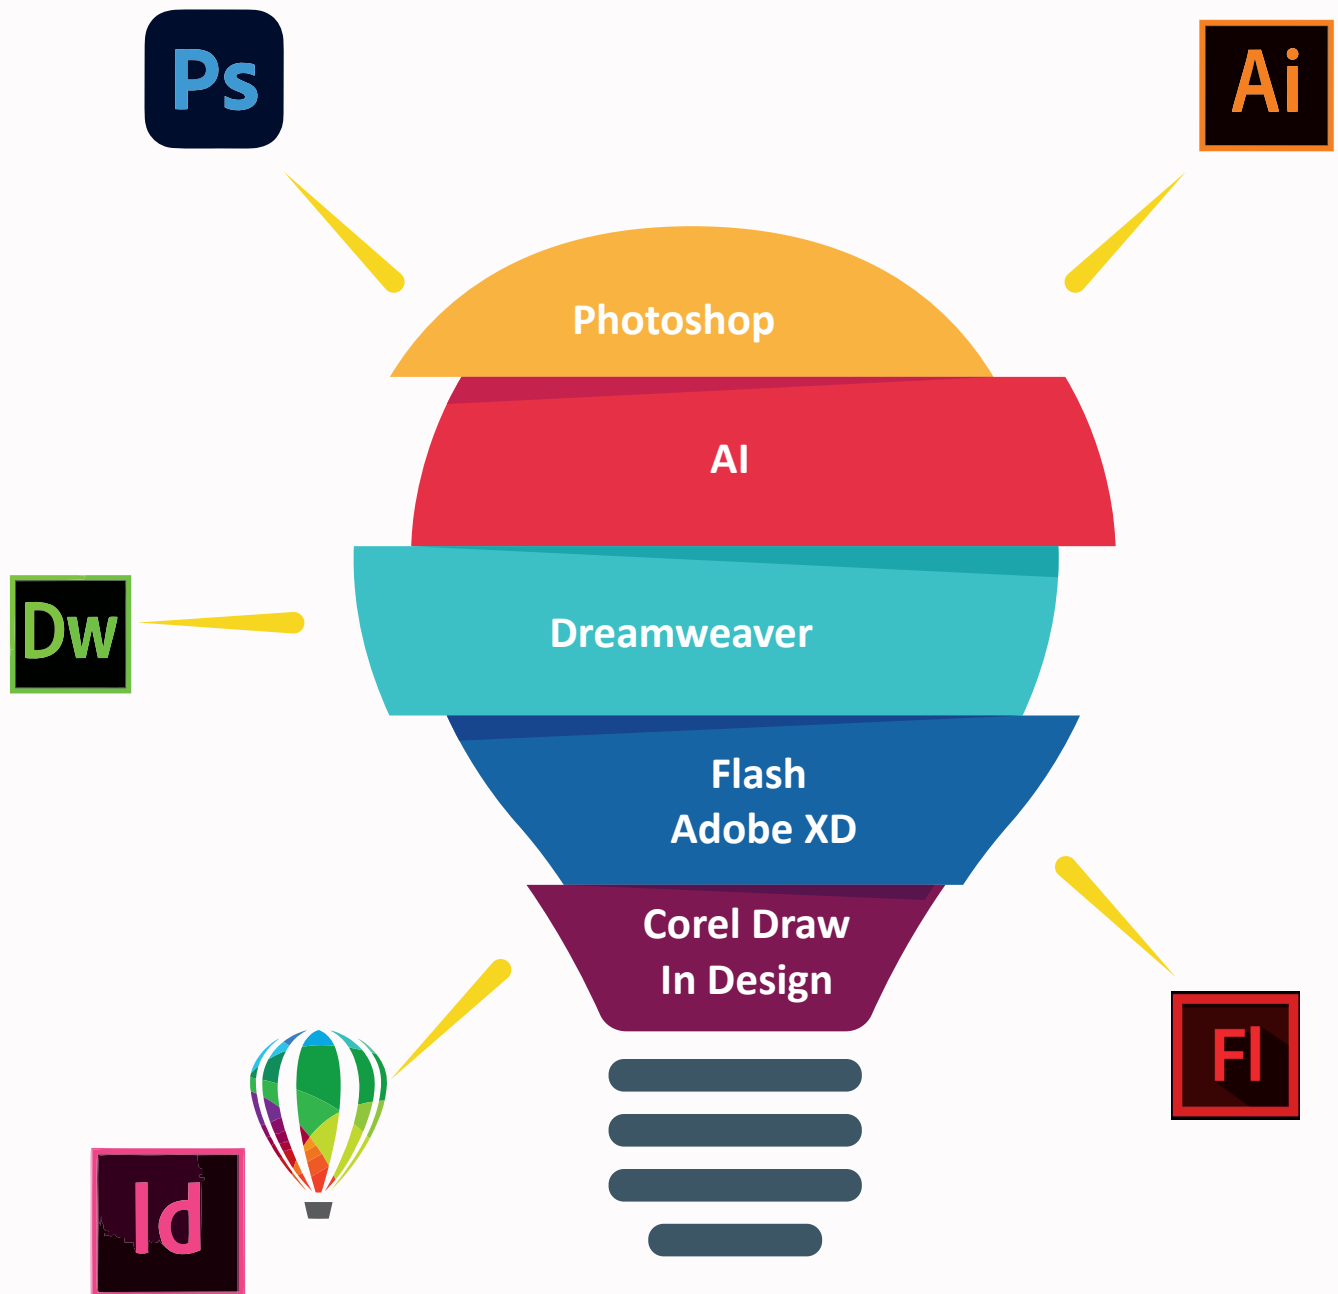 Ps
Ai
Photoshop
AI
Dw
Dreamweaver
Flash
Adobe XD
Corel Draw
In Design
Fl
Id